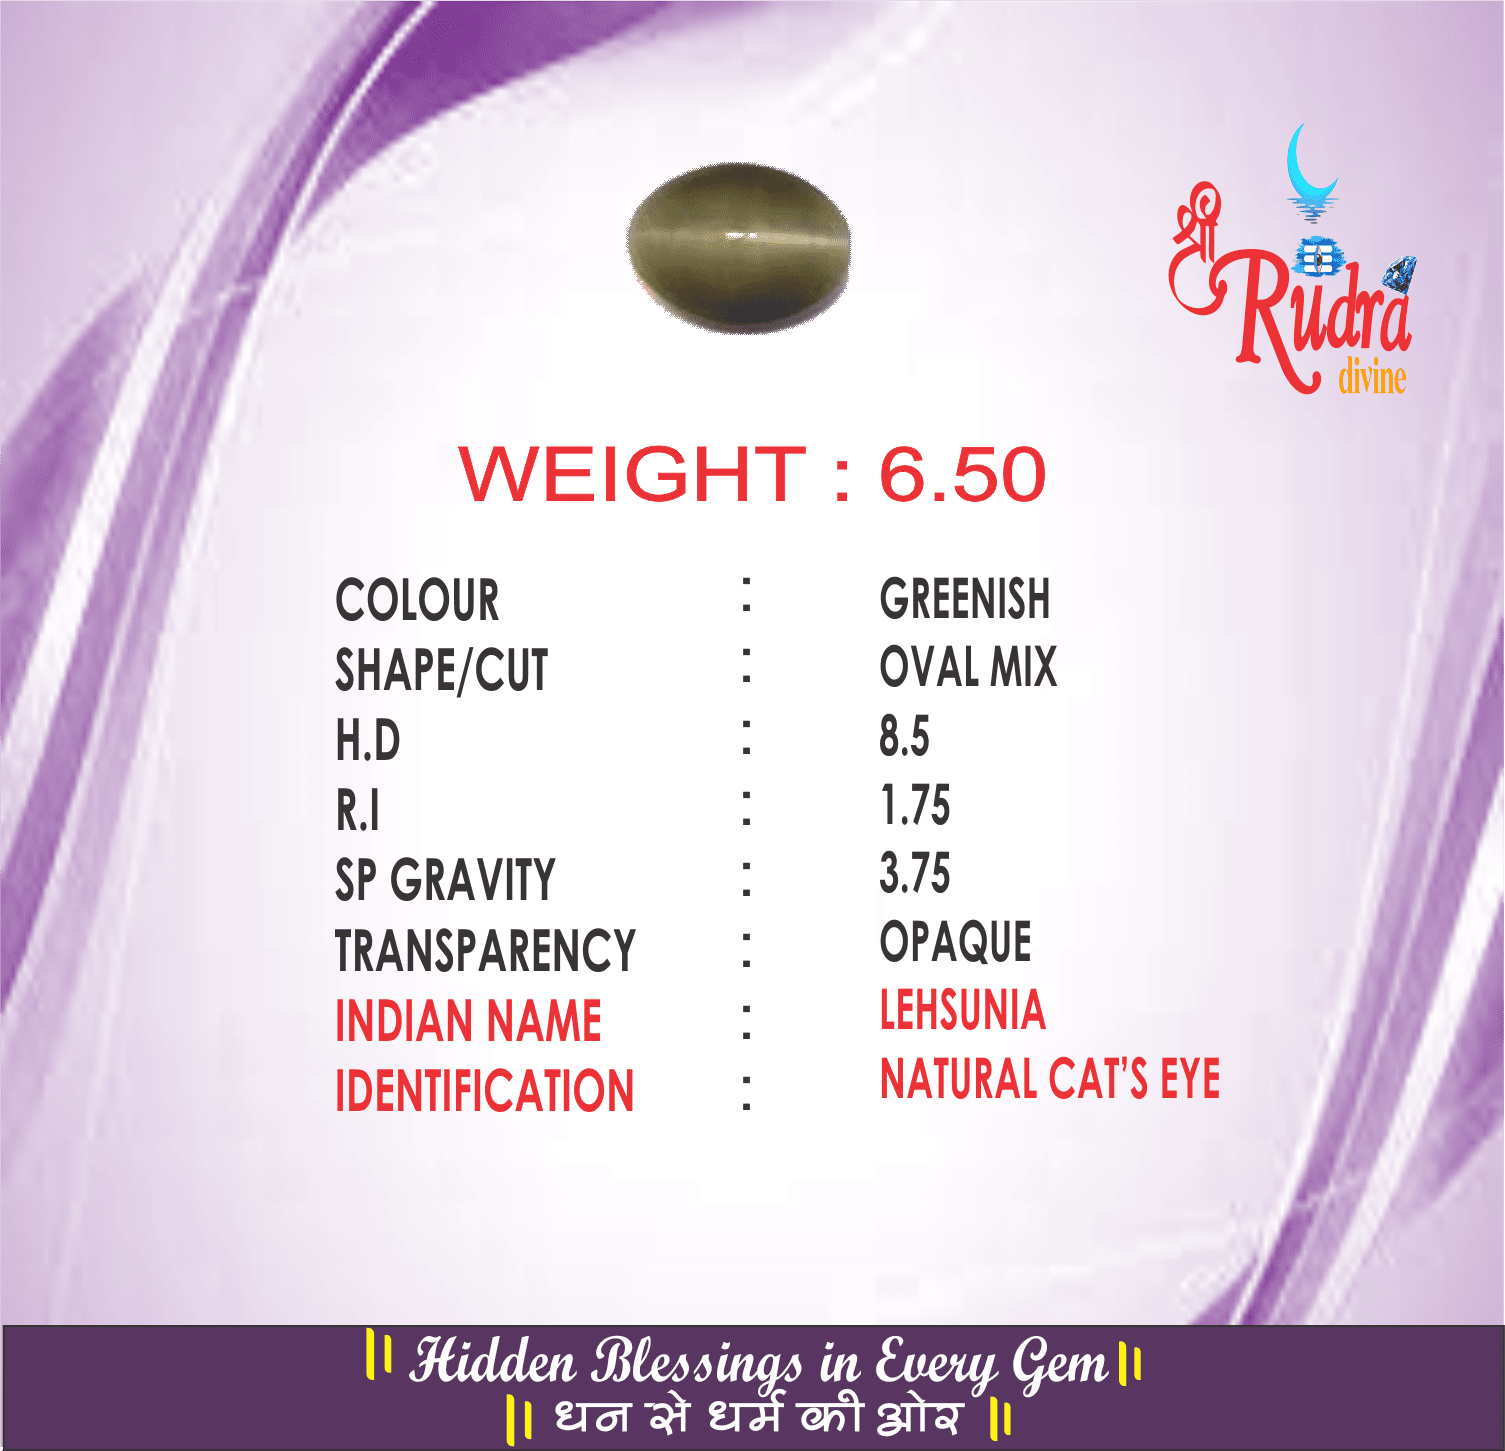 श्री
Rudra
divine
WEIGHT : 6.50
COLOUR : GREENISH
SHAPE/CUT : OVAL MIX
H.D : 8.5
R.I : 1.75
SP GRAVITY : 3.75
TRANSPARENCY : OPAQUE
INDIAN NAME : LEHSUNIA
IDENTIFICATION : NATURAL CAT’S EYE
|| Hidden Blessings in Every Gem ||
|| धन से धर्म की ओर ||